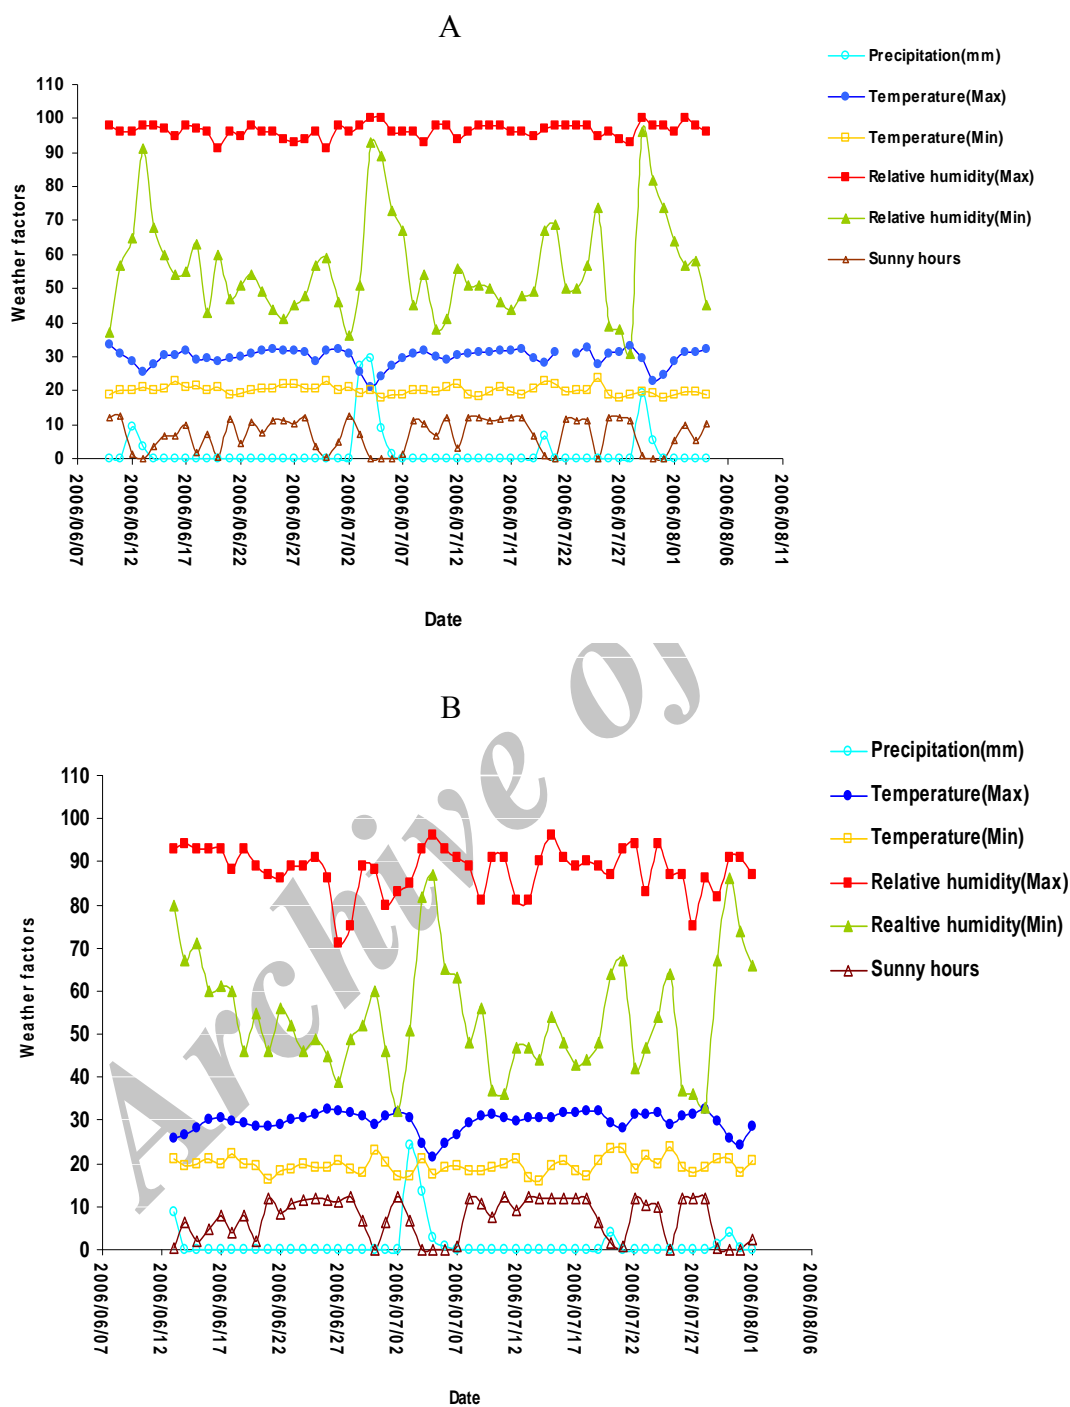 A
Precipitation(mm)
Temperature(Max)
Temperature(Min)
Relative humidity(Max)
Relative humidity(Min)
Sunny hours
Weather factors
110
100
90
80
70
60
50
40
30
20
10
0
2006/06/07
2006/06/12
2006/06/17
2006/06/22
2006/06/27
2006/07/02
2006/07/07
2006/07/12
2006/07/17
2006/07/22
2006/07/27
2006/08/01
2006/08/06
2006/08/11
Date
Archive of
B
Precipitation(mm)
Temperature(Max)
Temperature(Min)
Relative humidity(Max)
Realtive humidity(Min)
Sunny hours
Weather factors
110
100
90
80
70
60
50
40
30
20
10
0
2006/06/07
2006/06/12
2006/06/17
2006/06/22
2006/06/27
2006/07/02
2006/07/07
2006/07/12
2006/07/17
2006/07/22
2006/07/27
2006/08/01
2006/08/06
Date